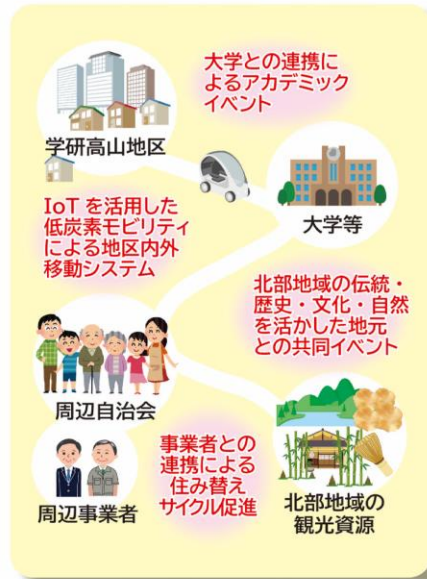 大学との連携に
よるアカデミック
イベント
学研高山地区
大学等
IoTを活用した
低炭素モビリティ
による地区内外
移動システム
北部地域の伝統・
歴史・文化・自然
を活かした地元
との共同イベント
周辺自治会
事業者との
連携による
住み替え
サイクル促進
周辺事業者
北部地域の
観光資源